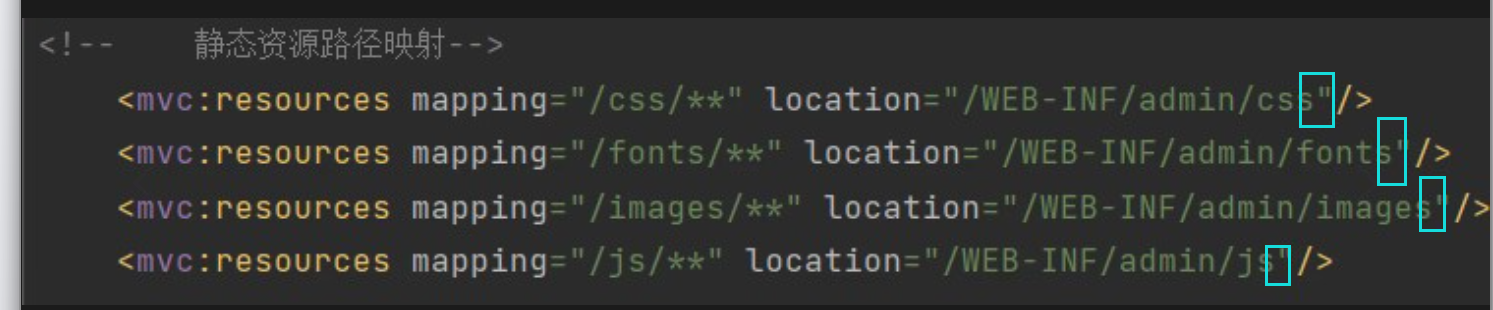 <!--    静态资源路径映射-->
<mvc:resources mapping="/css/**" location="/WEB-INF/admin/css"/>
<mvc:resources mapping="/fonts/**" location="/WEB-INF/admin/fonts"/>
<mvc:resources mapping="/images/**" location="/WEB-INF/admin/images"/>
<mvc:resources mapping="/js/**" location="/WEB-INF/admin/js"/>